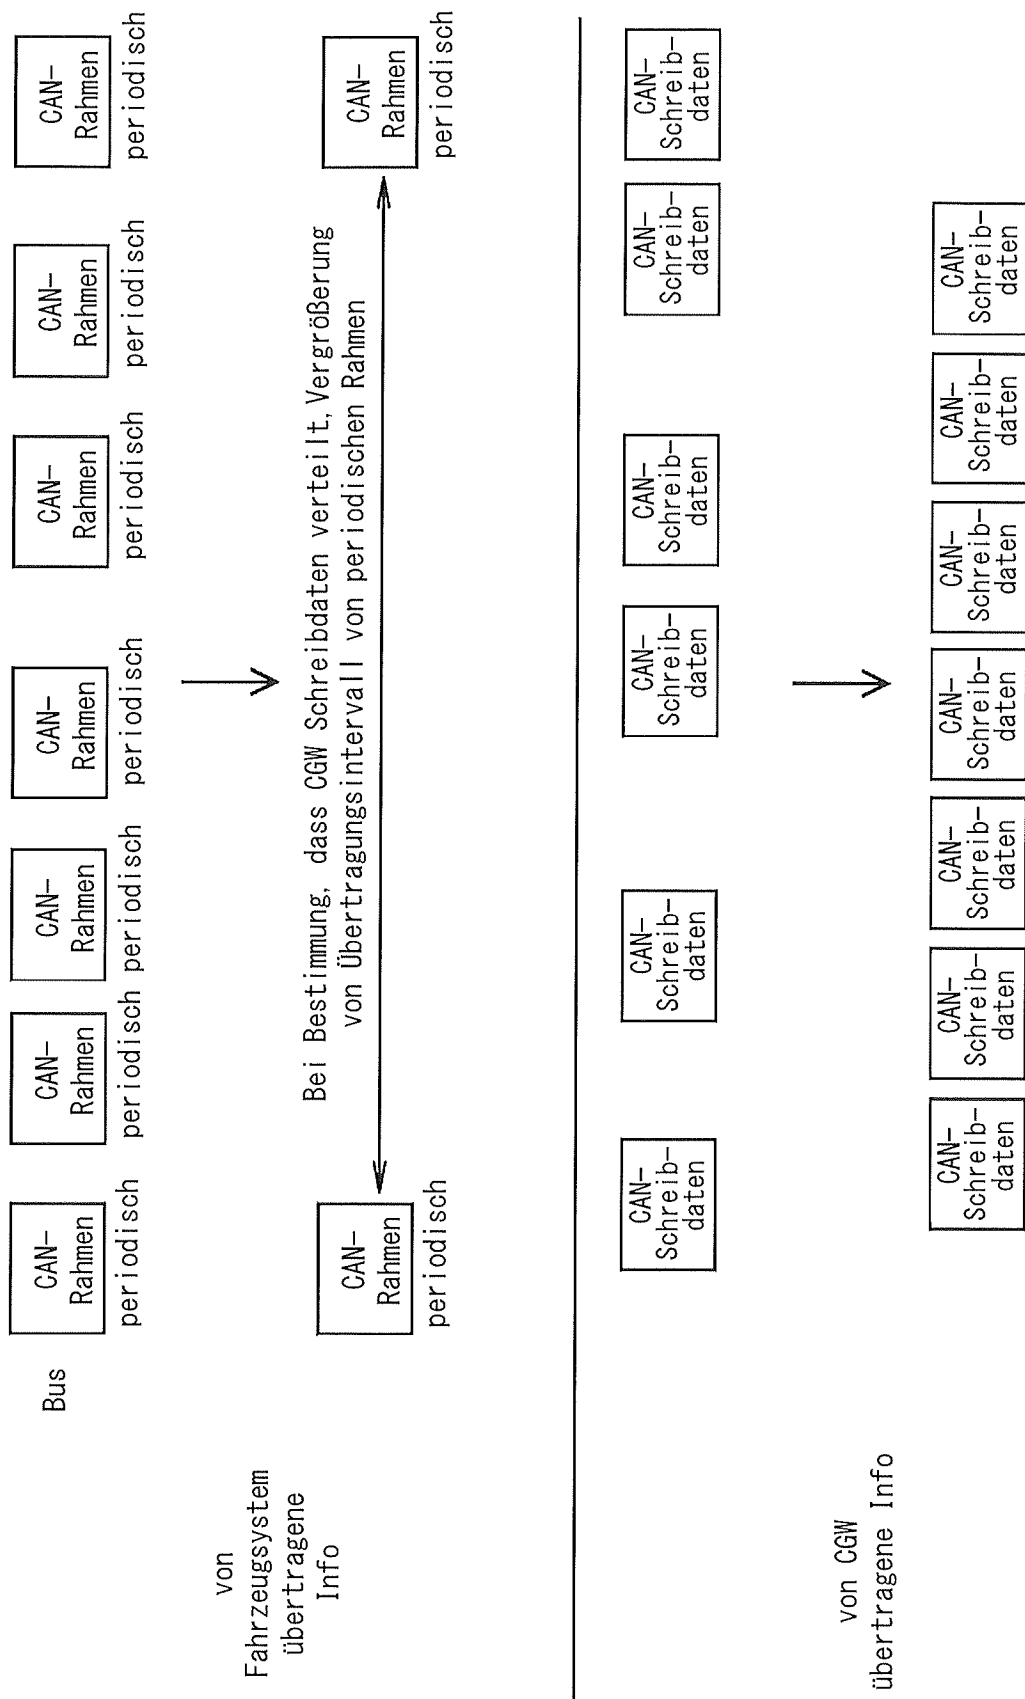 Bus
CAN-
Rahmen
periodisch
CAN-
Rahmen
periodisch
CAN-
Rahmen
periodisch
CAN-
Rahmen
periodisch
CAN-
Rahmen
periodisch
CAN-
Rahmen
periodisch
CAN-
Rahmen
periodisch
von
Fahrzeugsystem
übertragene
Info
Bei Bestimmung, dass CGW Schreibdaten verteilt, Vergrößerung
von Übertragungsintervall von periodischen Rahmen
CAN-
Rahmen
periodisch
CAN-
Rahmen
periodisch
CAN-
Schreib-
daten
CAN-
Schreib-
daten
CAN-
Schreib-
daten
CAN-
Schreib-
daten
CAN-
Schreib-
daten
CAN-
Schreib-
daten
von CGW
übertragene Info
CAN-
Schreib-
daten
CAN-
Schreib-
daten
CAN-
Schreib-
daten
CAN-
Schreib-
daten
CAN-
Schreib-
daten
CAN-
Schreib-
daten
CAN-
Schreib-
daten